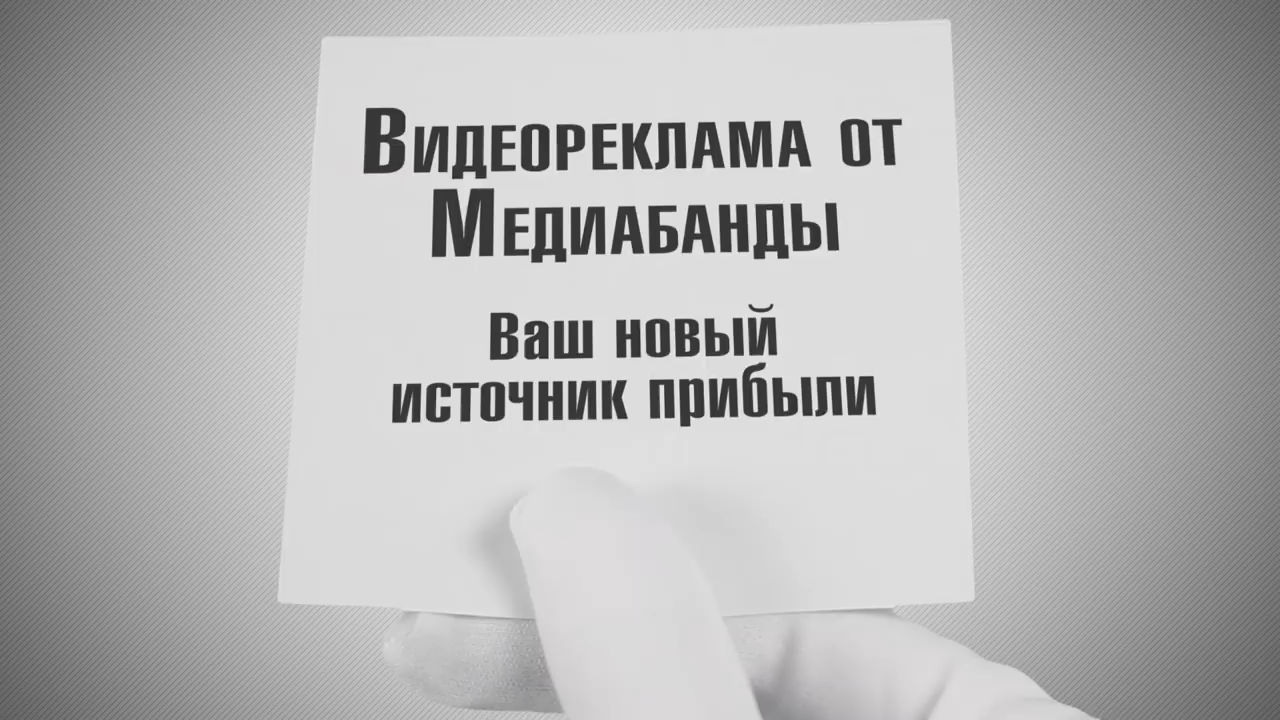 Видеореклама от
Медиабанды
Ваш новый
источник прибыли